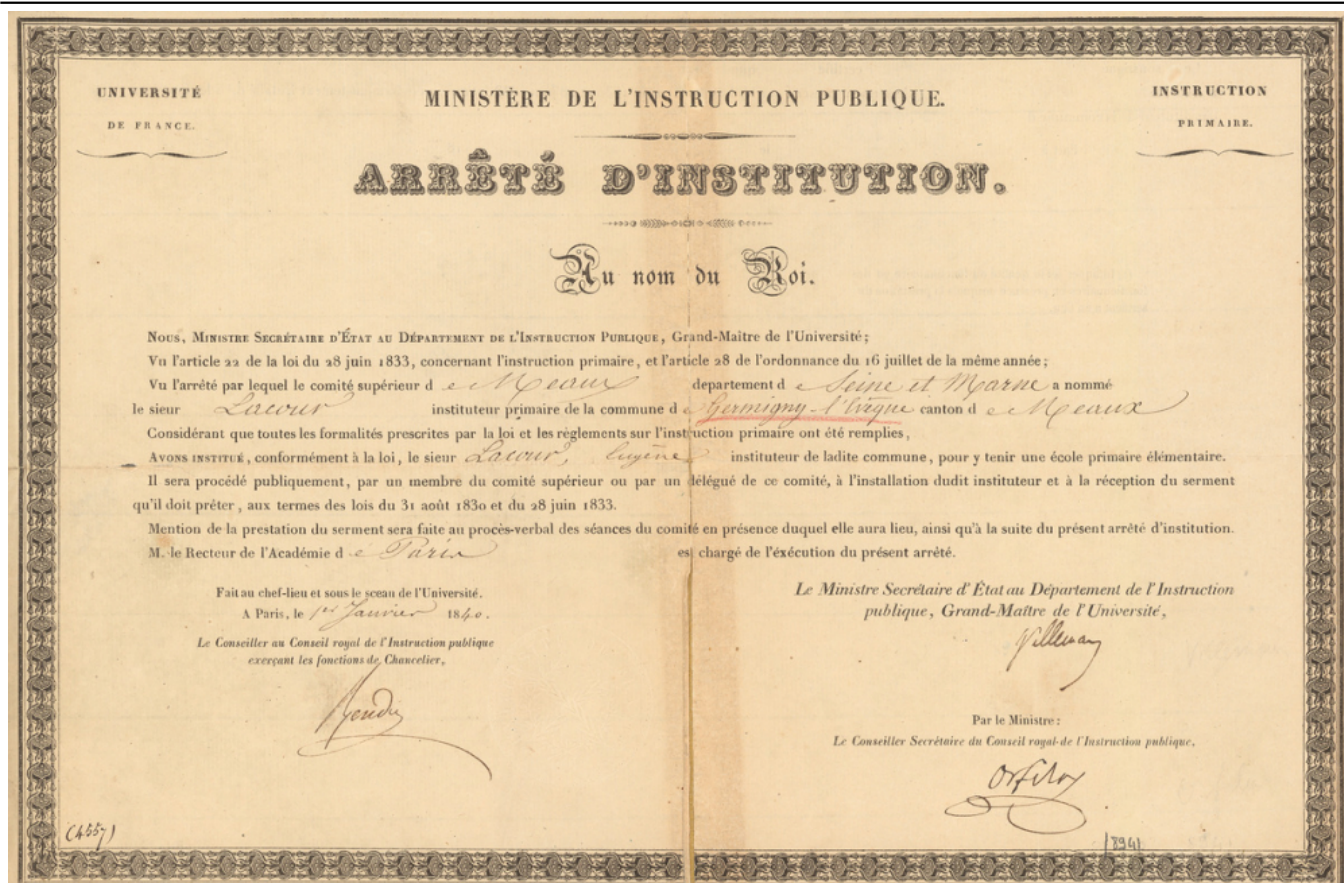 UNIVERSITÉ
DE FRANCE.
MINISTÈRE DE L'INSTRUCTION PUBLIQUE.
INSTRUCTION
PRIMAIRE.
ARRÊTÉ D'INSTITUTION.
Au nom du Roi.
Nous, Ministre Secrétaire d'État au Département de l'Instruction Publique, Grand-Maître de l'Université;
Vu l'article 22 de la loi du 28 juin 1833, concernant l'instruction primaire, et l'article 28 de l'ordonnance du 16 juillet de la même année;
Vu l'arrêté par lequel le comité supérieur d e Meaux departement d e Seine et Marne a nommé
le sieur Lacour instituteur primaire de la commune d e Germigny-l'Evêque canton d e Meaux
Considérant que toutes les formalités prescrites par la loi et les règlements sur l'instruction primaire ont été remplies,
Avons institué, conformément à la loi, le sieur Lacour, Eugène instituteur de ladite commune, pour y tenir une école primaire élémentaire.
Il sera procédé publiquement, par un membre du comité supérieur ou par un délégué de ce comité, à l'installation dudit instituteur et à la réception du serment
qu'il doit prêter, aux termes des lois du 31 août 1830 et du 28 juin 1833.
Mention de la prestation du serment sera faite au procès-verbal des séances du comité en présence duquel elle aura lieu, ainsi qu'à la suite du présent arrêté d'institution.
M. le Recteur de l'Académie d e Paris est chargé de l'éxécution du présent arrêté.
Fait au chef-lieu et sous le sceau de l'Université.
A Paris, le 1er Janvier 1840.
Le Conseiller au Conseil royal de l'Instruction publique
exerçant les fonctions de Chancelier,
Rendu
Le Ministre Secrétaire d'État au Département de l'Instruction
publique, Grand-Maître de l'Université,
Villemain
Par le Ministre:
Le Conseiller Secrétaire du Conseil royal de l'Instruction publique,
Orfila
(4557)